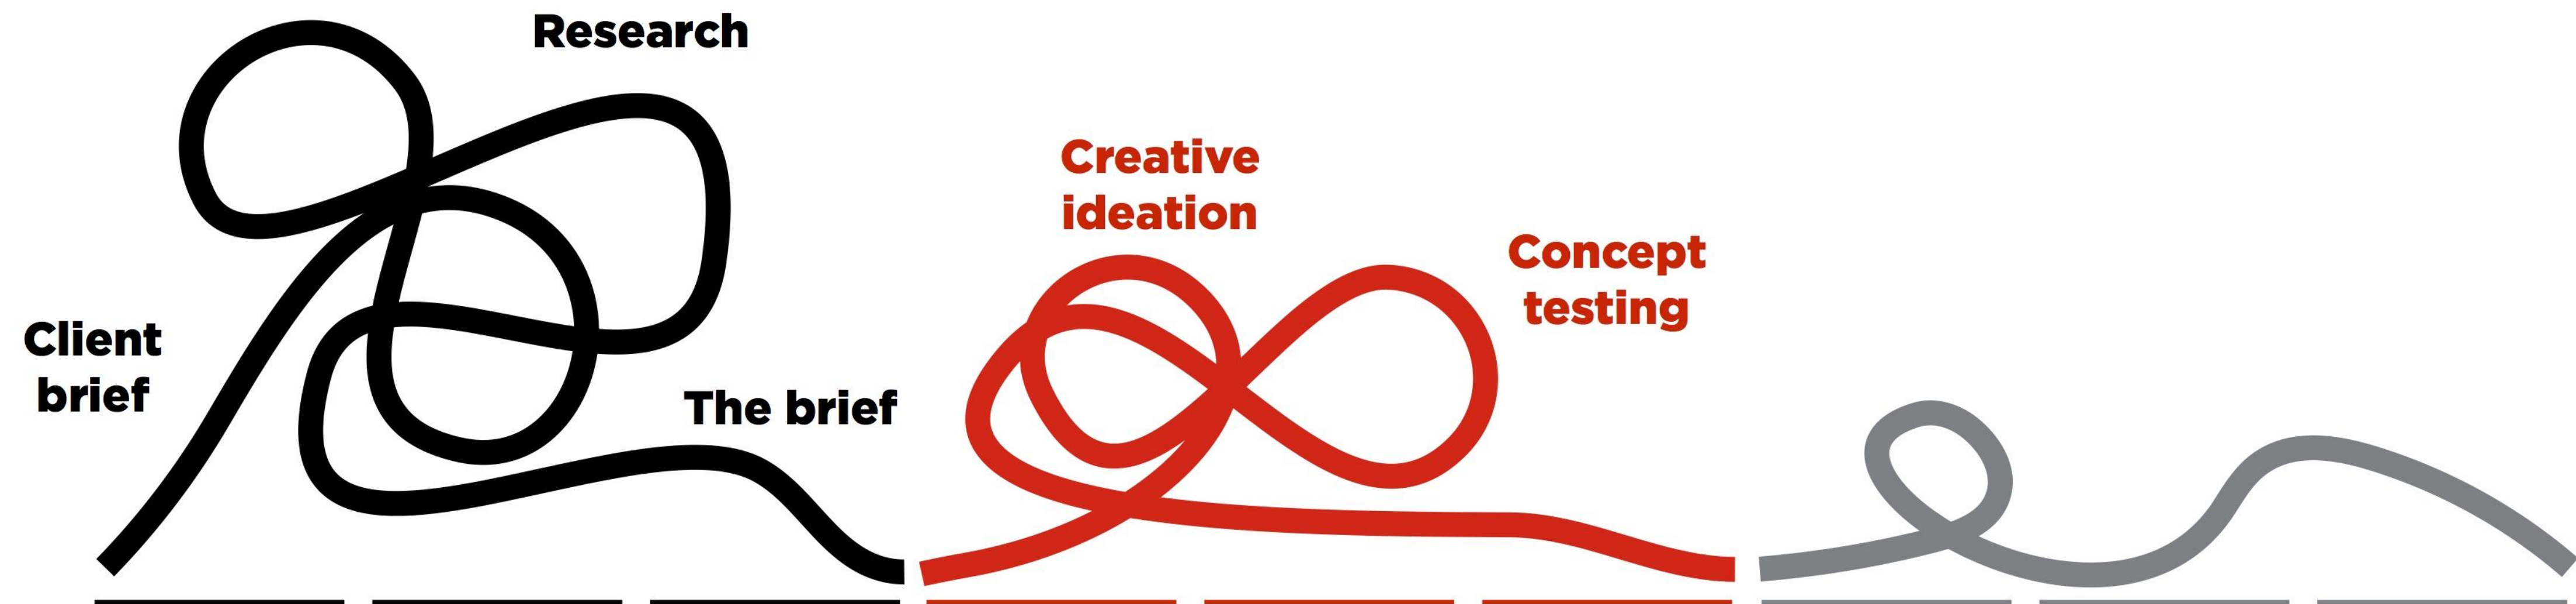 Research
Client
brief
The brief
Creative
ideation
Concept
testing